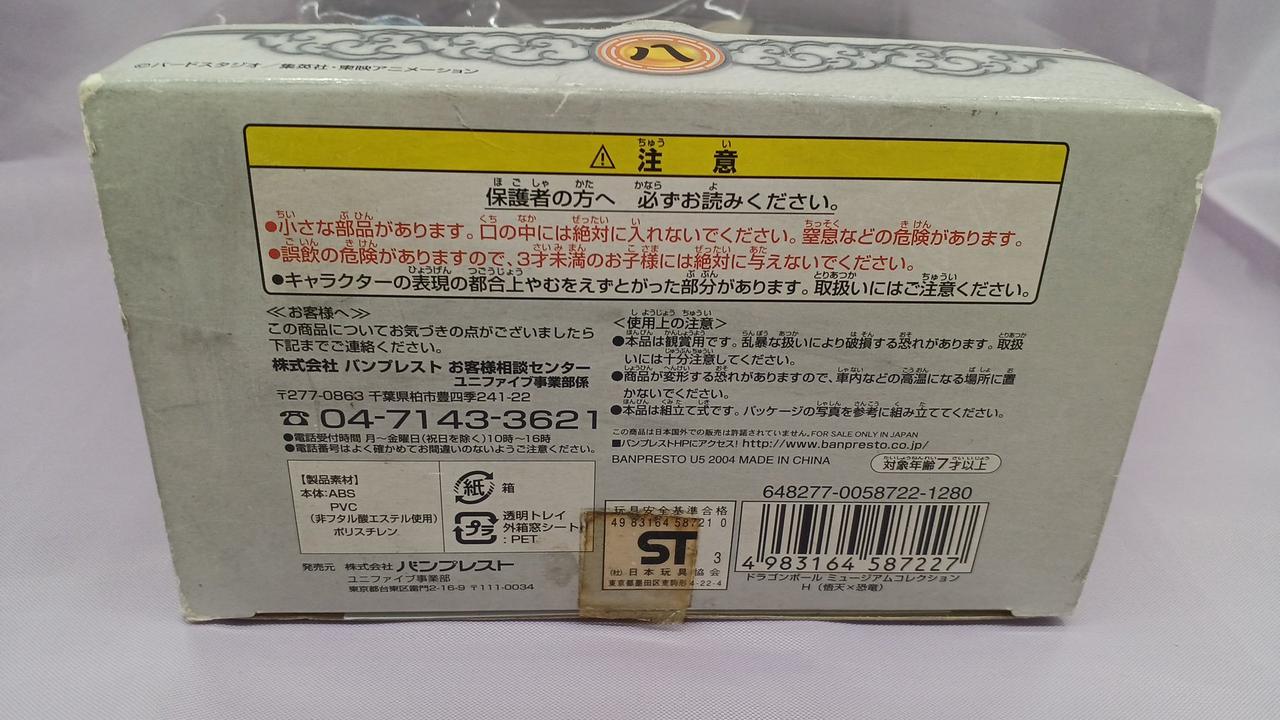 八
©バードスタジオ／集英社・東映アニメーション
⚠ 注意
保護者の方へ 必ずお読みください。
●小さな部品があります。口の中には絶対に入れないでください。窒息などの危険があります。
●誤飲の危険がありますので、3才未満のお子様には絶対に与えないでください。
●キャラクターの表現の都合上やむをえずとがった部分があります。取扱いにはご注意ください。
≪お客様へ≫
この商品についてお気づきの点がございましたら
下記までご連絡ください。
株式会社 バンプレスト お客様相談センター
ユニファイブ事業部係
〒277-0863 千葉県柏市豊四季241-22
☎ 04-7143-3621
●電話受付時間 月～金曜日(祝日を除く)10時～16時
●電話番号はよく確かめてお間違いのないようご注意ください。
＜使用上の注意＞
●本品は観賞用です。乱暴な扱いにより破損する恐れがあります。取扱
いには十分注意してください。
●商品が変形する恐れがありますので、車内などの高温になる場所に置
かないでください。
●本品は組立て式です。パッケージの写真を参考に組み立ててください。
この商品は日本国外での販売は許諾されていません。FOR SALE ONLY IN JAPAN
■バンプレストHPにアクセス! http://www.banpresto.co.jp/
BANPRESTO U5 2004 MADE IN CHINA
対象年齢7才以上
【製品素材】
本体:ABS
PVC
(非フタル酸エステル使用)
ポリスチレン
紙 箱
プラ 透明トレイ
外箱窓シート
:PET
発売元 株式会社 バンプレスト
ユニファイブ事業部
東京都台東区雷門2-16-9 〒111-0034
玩具安全基準合格
49 83164 58721 0
ST 3
(社)日本玩具協会
東京都墨田区東駒形4-22-4
648277-0058722-1280
4 983164 587227
ドラゴンボール ミュージアムコレクション
H (悟天×恐竜)